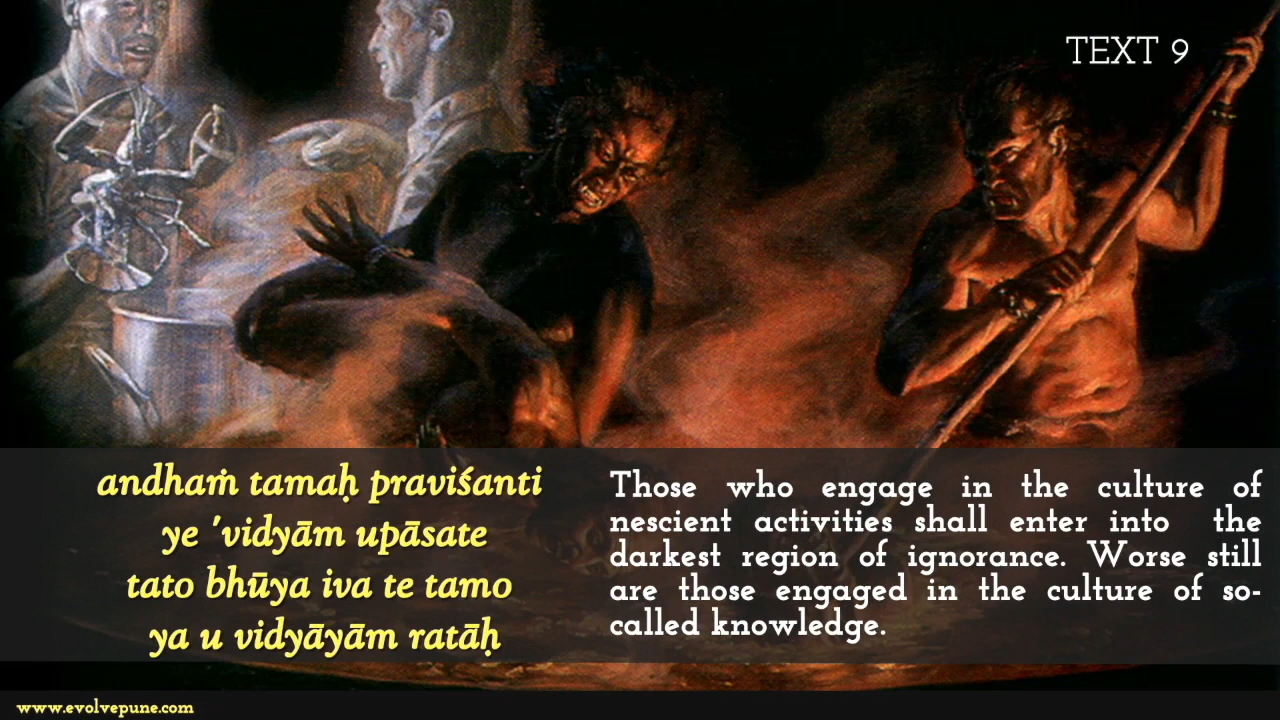 TEXT 9
andhaṁ tamaḥ praviśanti
ye 'vidyām upāsate
tato bhūya iva te tamo
ya u vidyāyām ratāḥ
Those who engage in the culture of
nescient activities shall enter into the
darkest region of ignorance. Worse still
are those engaged in the culture of so-
called knowledge.
www.evolvepune.com